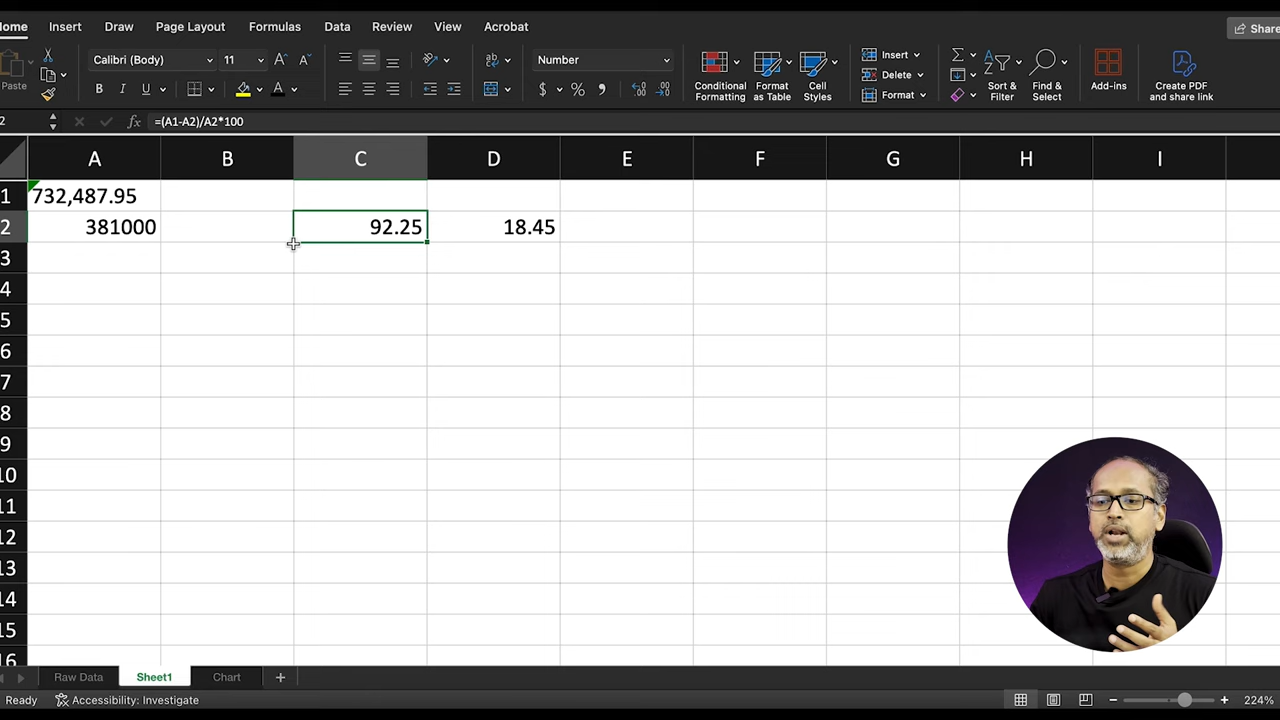 Home Insert Draw Page Layout Formulas Data Review View Acrobat Share
Paste Calibri (Body) 11 A A Number Conditional Formatting Format as Table Cell Styles Insert Delete Format Sort & Filter Find & Select Add-ins Create PDF and share link
B I U A $ % ,
2 fx =(A1-A2)/A2*100
A B C D E F G H I
1 732,487.95
2 381000 92.25 18.45
3
4
5
6
7
8
9
10
11
12
13
14
15
16
Raw Data Sheet1 Chart +
Ready Accessibility: Investigate 224%